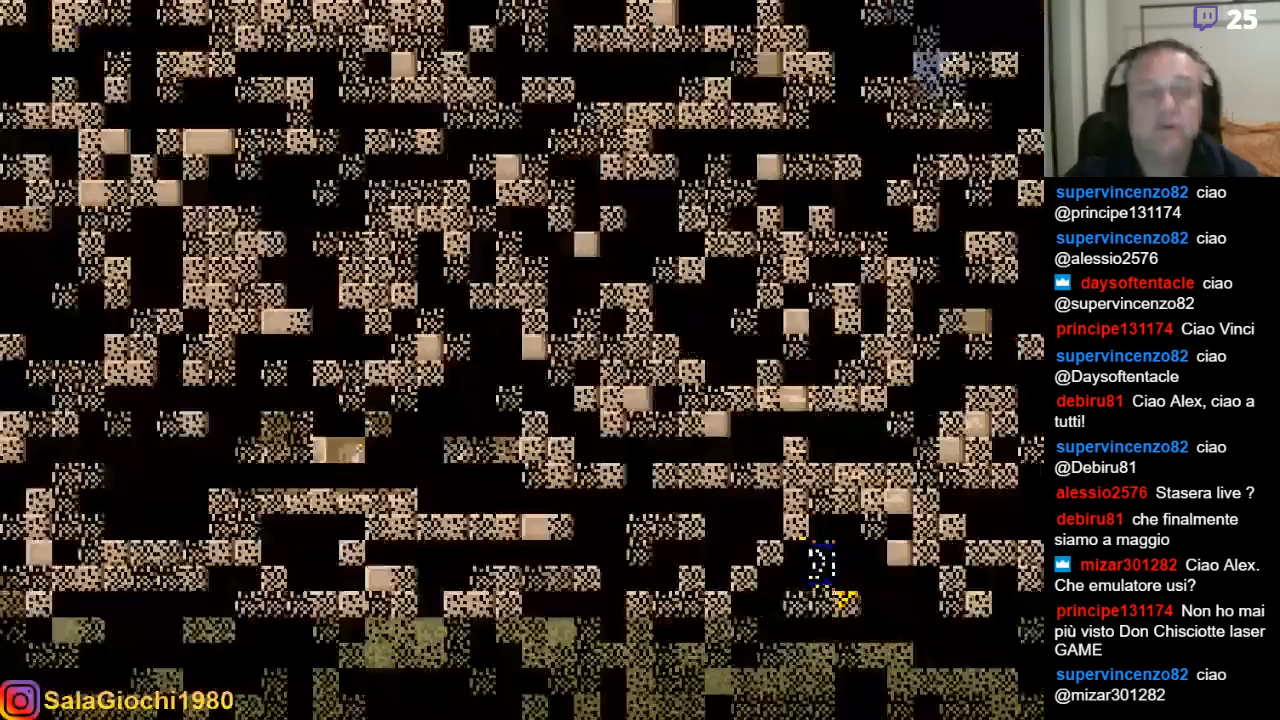 25
supervincenzo82 ciao
@principe131174
supervincenzo82 ciao
@alessio2576
daysoftentacle ciao
@supervincenzo82
principe131174 Ciao Vinci
supervincenzo82 ciao
@Daysoftentacle
debiru81 Ciao Alex, ciao a
tutti!
supervincenzo82 ciao
@Debiru81
alessio2576 Stasera live ?
debiru81 che finalmente
siamo a maggio
mizar301282 Ciao Alex.
Che emulatore usi?
principe131174 Non ho mai
più visto Don Chisciotte laser
GAME
supervincenzo82 ciao
@mizar301282
SalaGiochi1980